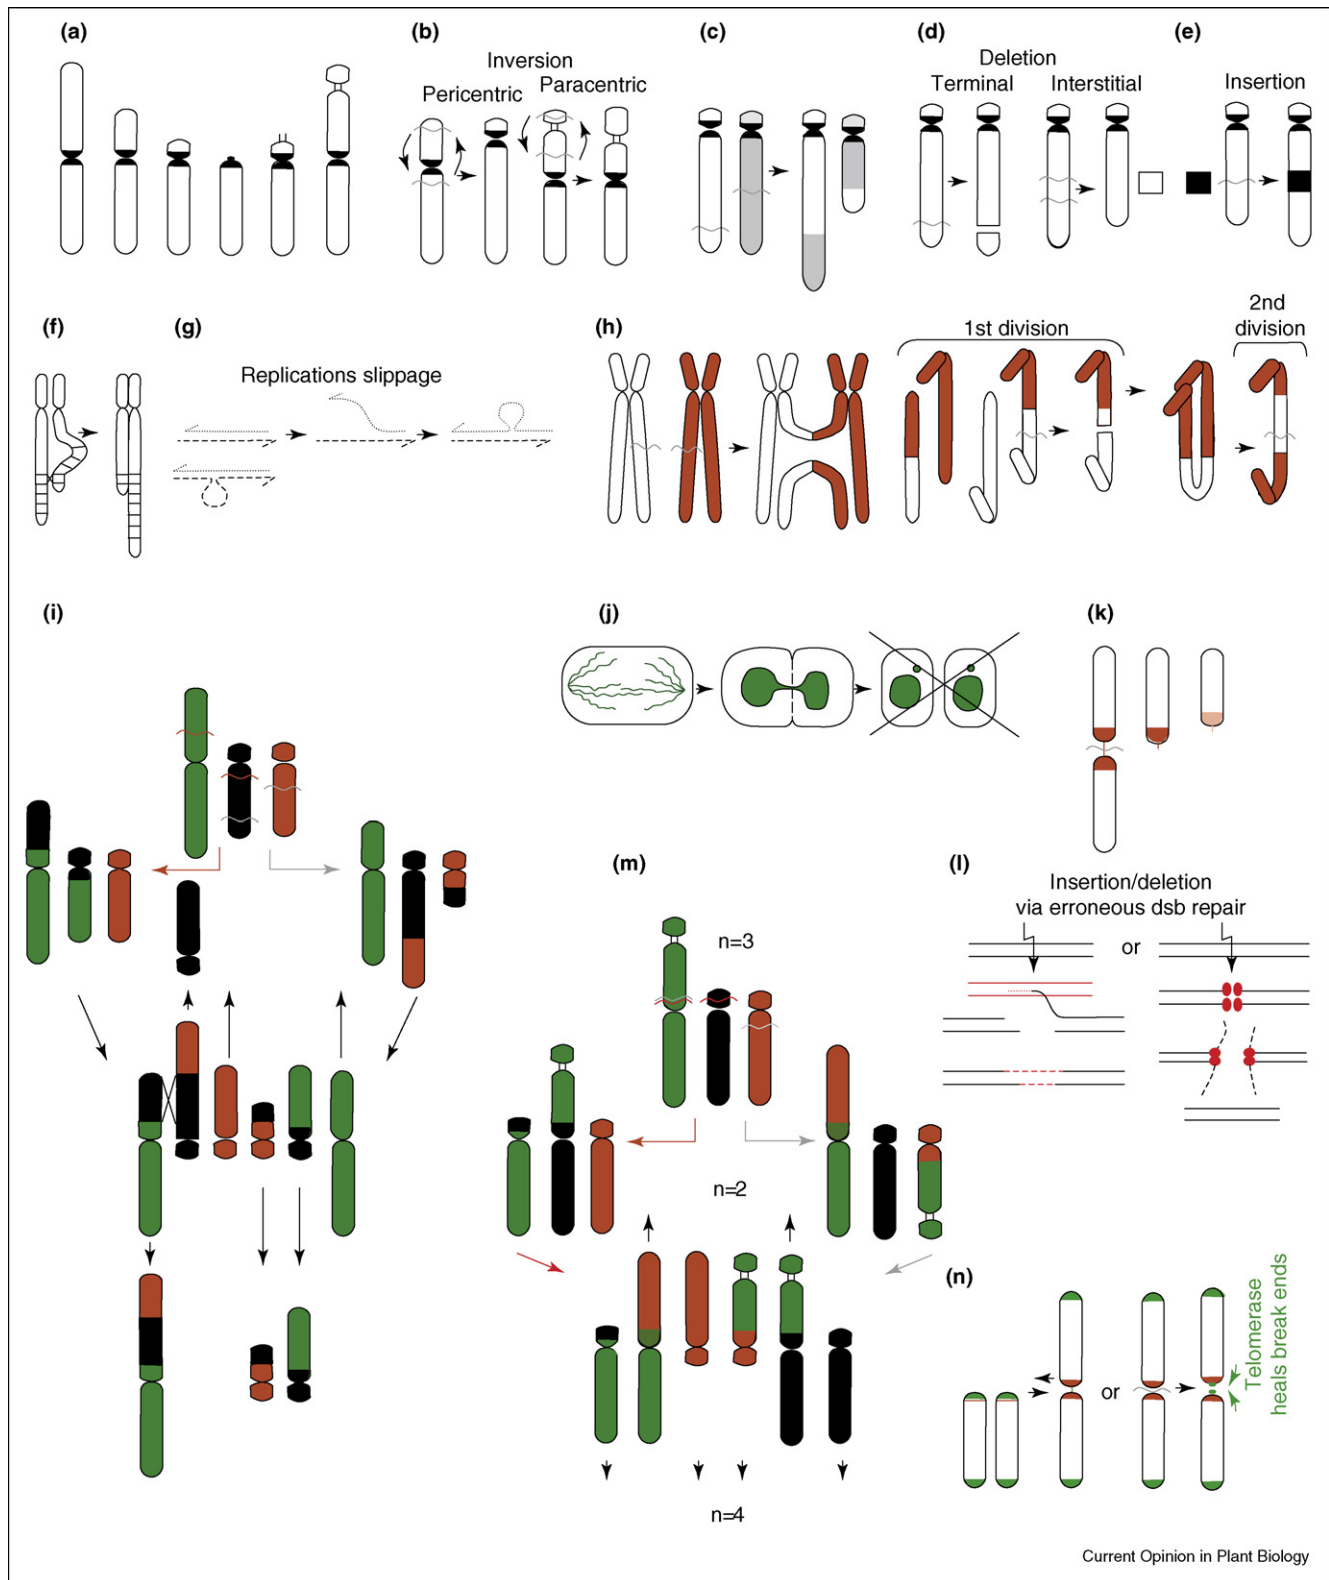 (a)
(b)
Inversion
Pericentric
Paracentric
(c)
(d)
Deletion
Terminal
Interstitial
(e)
Insertion
(f)
(g)
Replications slippage
(h)
1st division
2nd
division
(i)
(j)
(k)
(l)
Insertion/deletion
via erroneous dsb repair
or
(m)
n=3
n=2
n=4
(n)
or
Telomerase
heals break ends
Current Opinion in Plant Biology